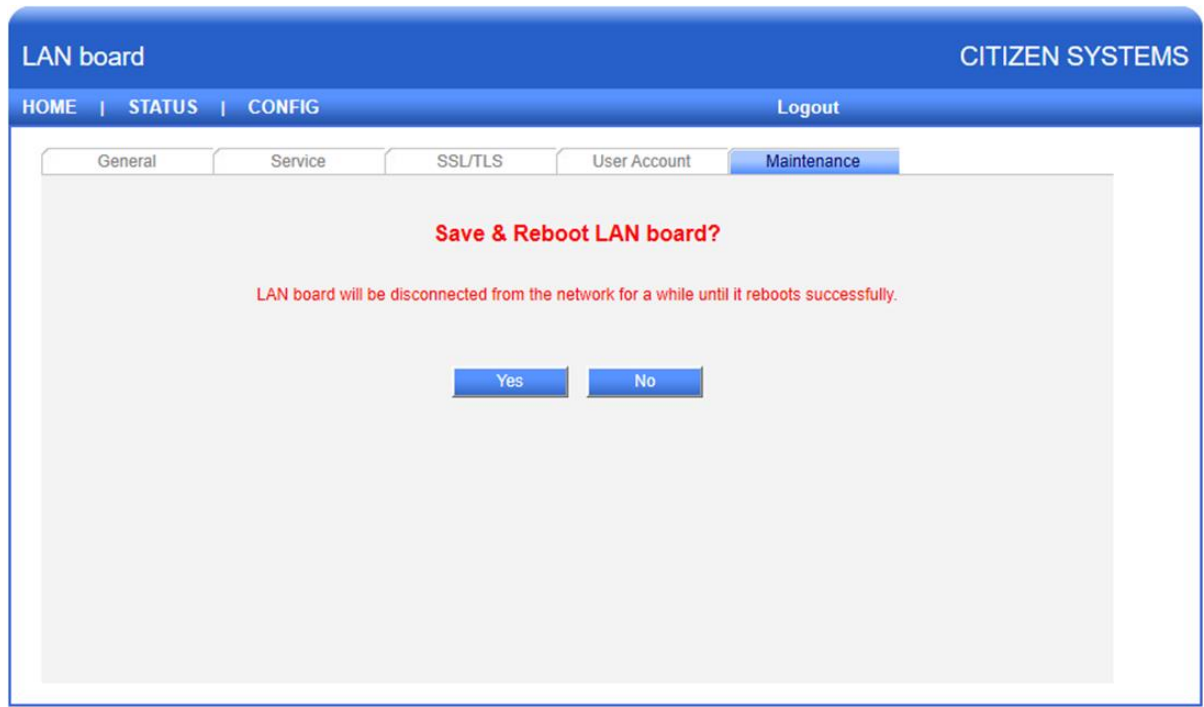 LAN board CITIZEN SYSTEMS
HOME | STATUS | CONFIG Logout
General Service SSL/TLS User Account Maintenance
Save & Reboot LAN board?
LAN board will be disconnected from the network for a while until it reboots successfully.
Yes No